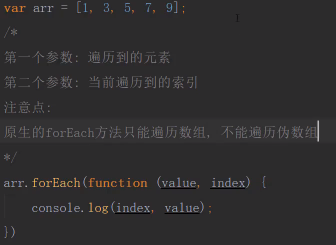 var arr = [1, 3, 5, 7, 9];
/*
第一个参数: 遍历到的元素
第二个参数: 当前遍历到的索引
注意点:
原生的forEach方法只能遍历数组, 不能遍历伪数组
*/
arr.forEach(function (value, index) {
    console.log(index, value);
})